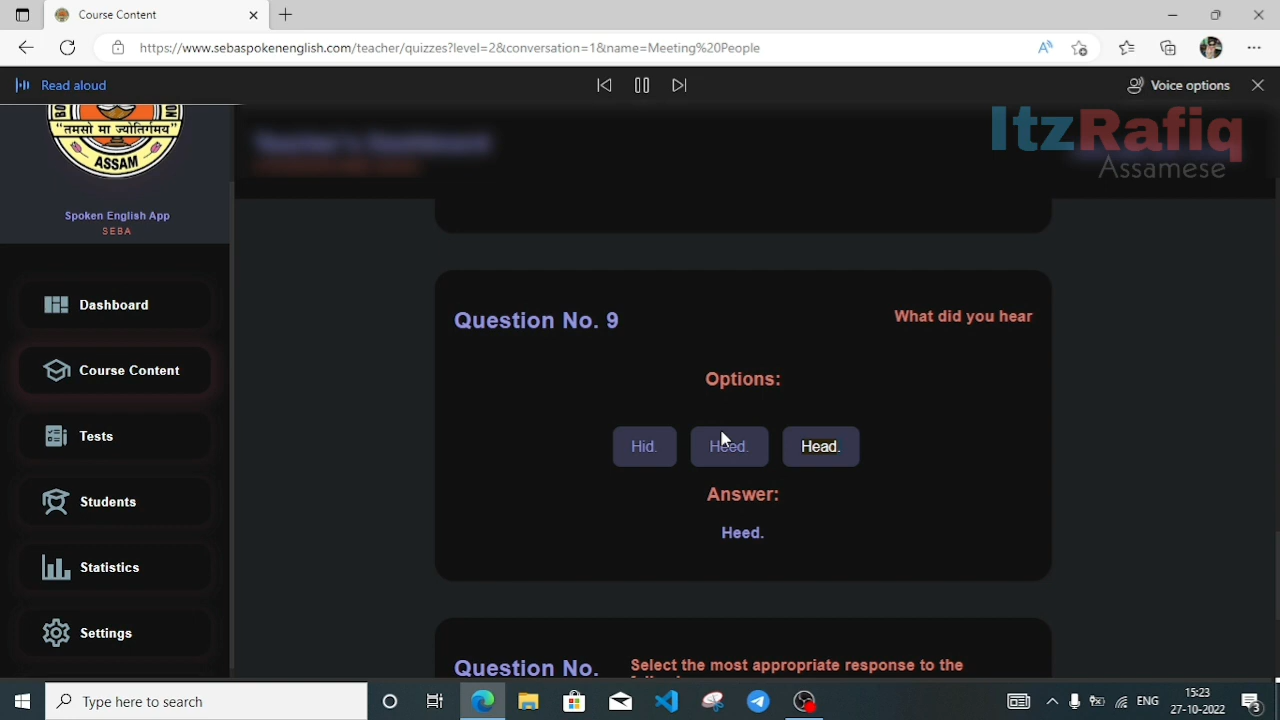 Course Content
https://www.sebaspokenenglish.com/teacher/quizzes?level=2&conversation=1&name=Meeting%20People
Read aloud
Voice options
ItzRafiq
Assamese
"तमसो मा ज्योतिर्गमय"
ASSAM
Spoken English App
SEBA
Dashboard
Course Content
Tests
Students
Statistics
Settings
Question No. 9
What did you hear
Options:
Hid.
Heed.
Head.
Answer:
Heed.
Question No.
Select the most appropriate response to the
Type here to search
ENG
15:23
27-10-2022
3